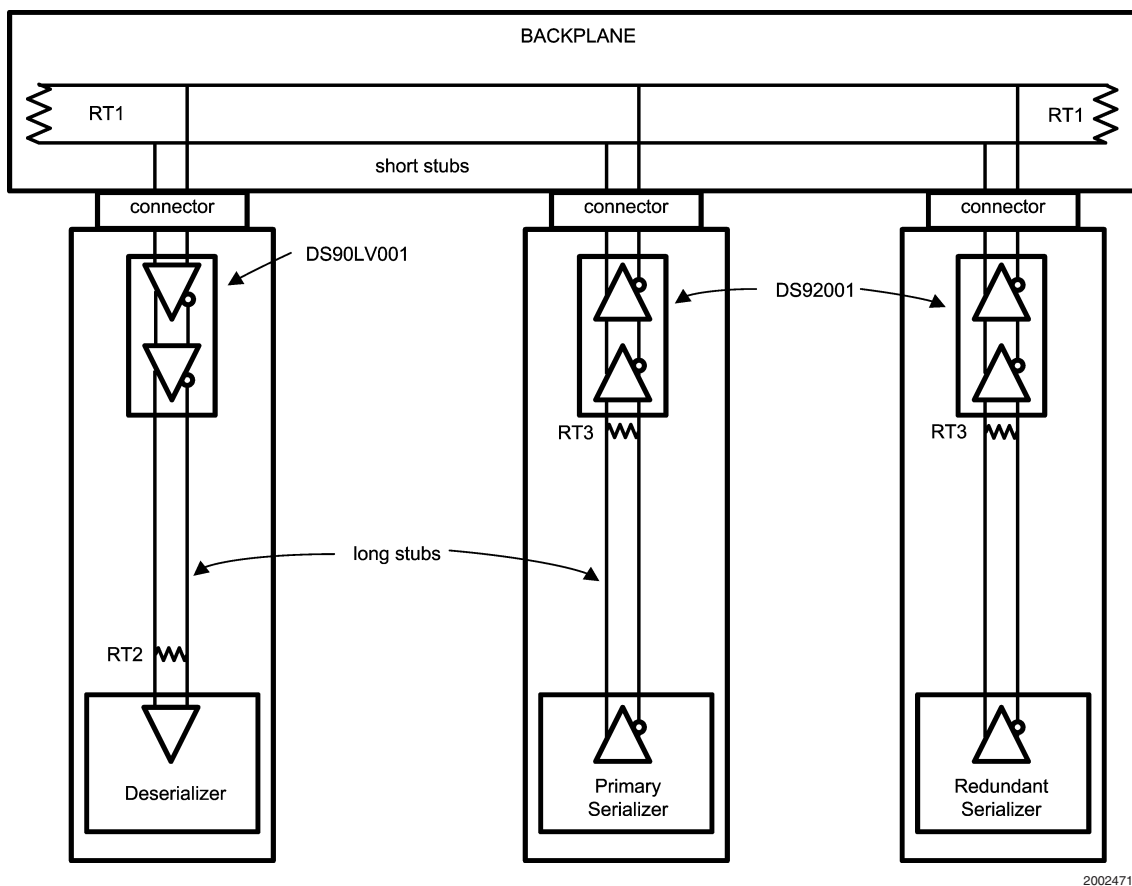 BACKPLANE
RT1
RT1
short stubs
connector
connector
connector
DS90LV001
DS92001
RT3
RT3
long stubs
RT2
Deserializer
Primary
Serializer
Redundant
Serializer
2002471